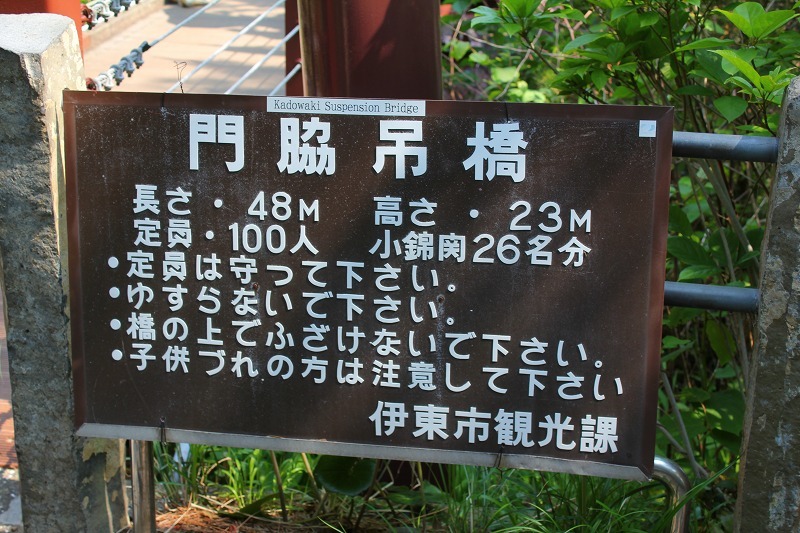 Kadowaki Suspension Bridge
門脇吊橋
長さ・48M 高さ・23M
定員・100人 小錦関26名分
・定員は守って下さい。
・ゆすらないで下さい。
・橋の上でふざけないで下さい。
・子供づれの方は注意して下さい
伊東市観光課